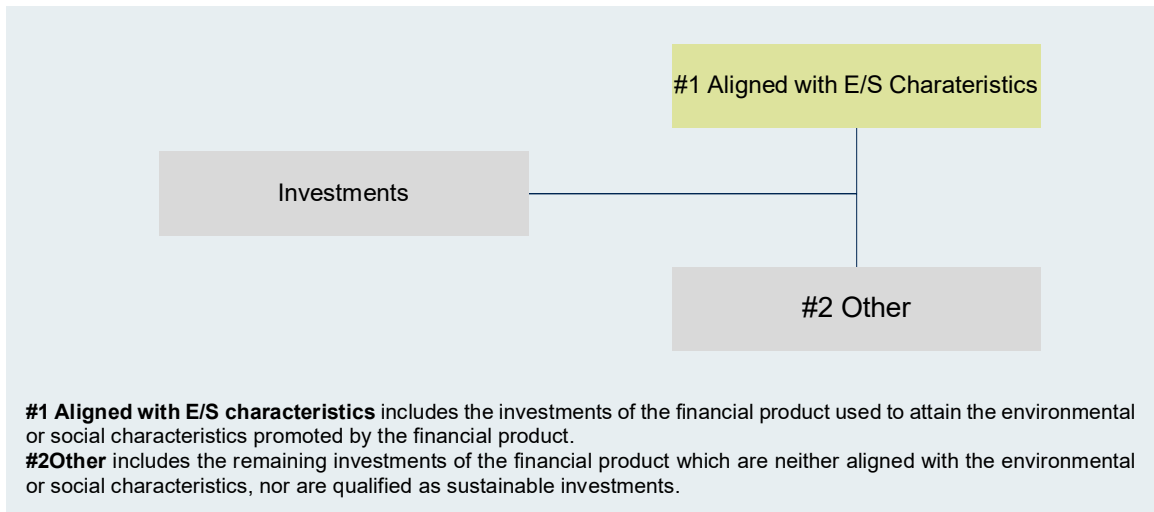 #1 Aligned with E/S Charateristics
Investments
#2 Other
#1 Aligned with E/S characteristics includes the investments of the financial product used to attain the environmental
or social characteristics promoted by the financial product.
#2Other includes the remaining investments of the financial product which are neither aligned with the environmental
or social characteristics, nor are qualified as sustainable investments.